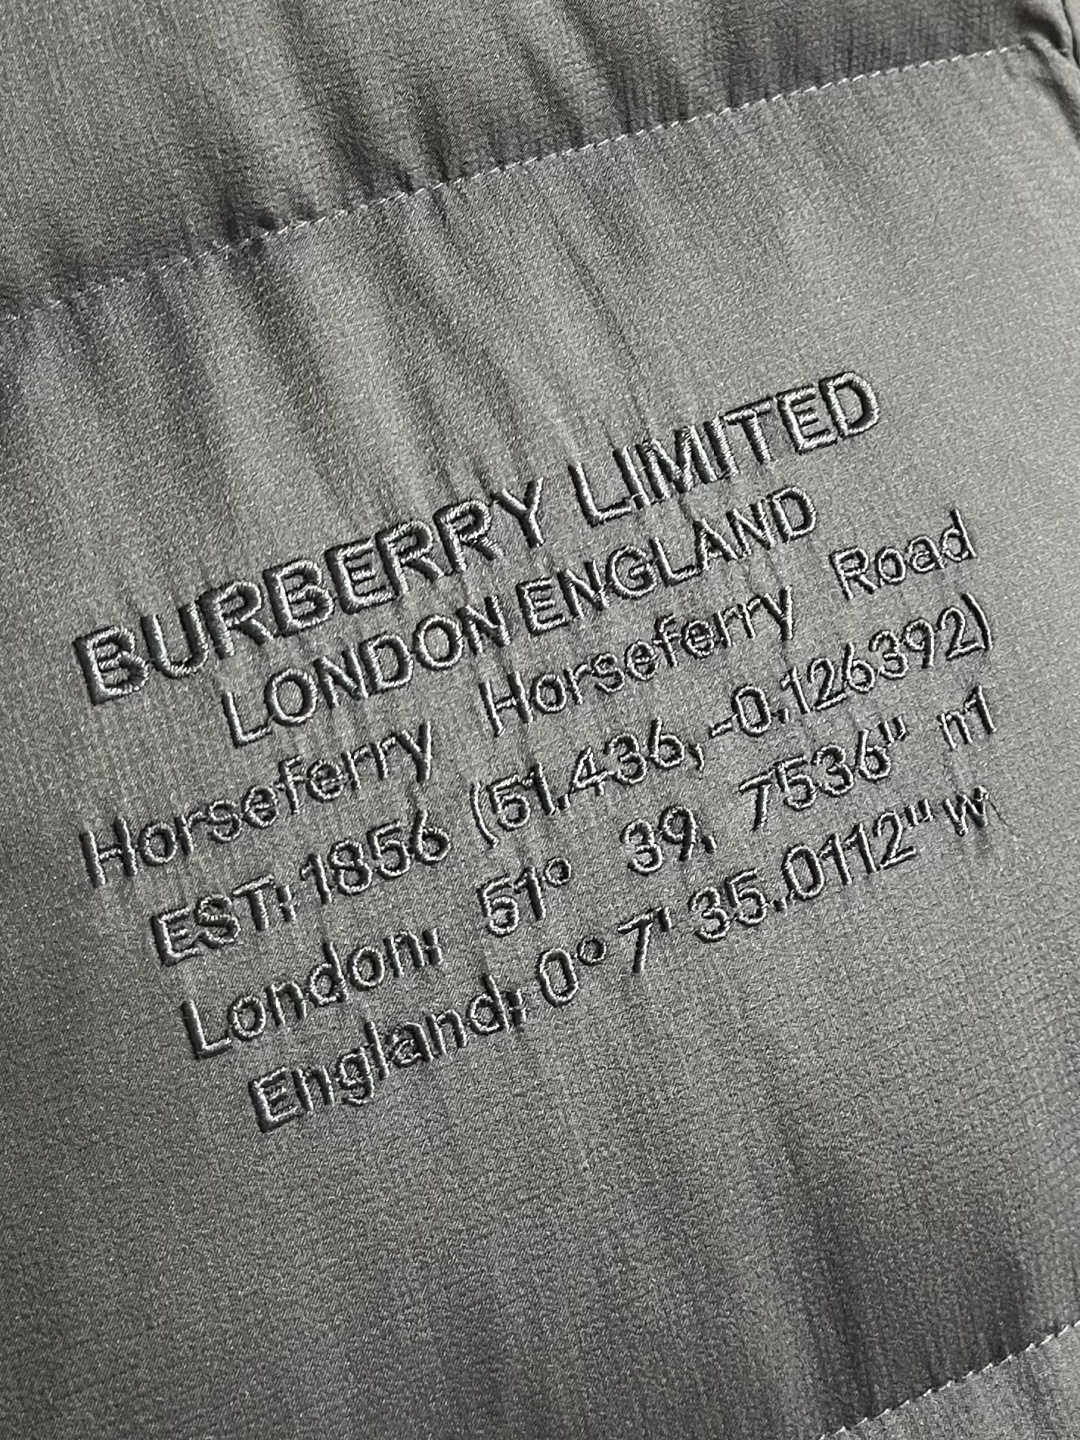 BURBERRY LIMITED
LONDON ENGLAND
Horseferry Horseferry Road
EST:1856 (51.436,-0.126392)
London: 51° 39. 7536" n1
England: 0° 7' 35.0112" w